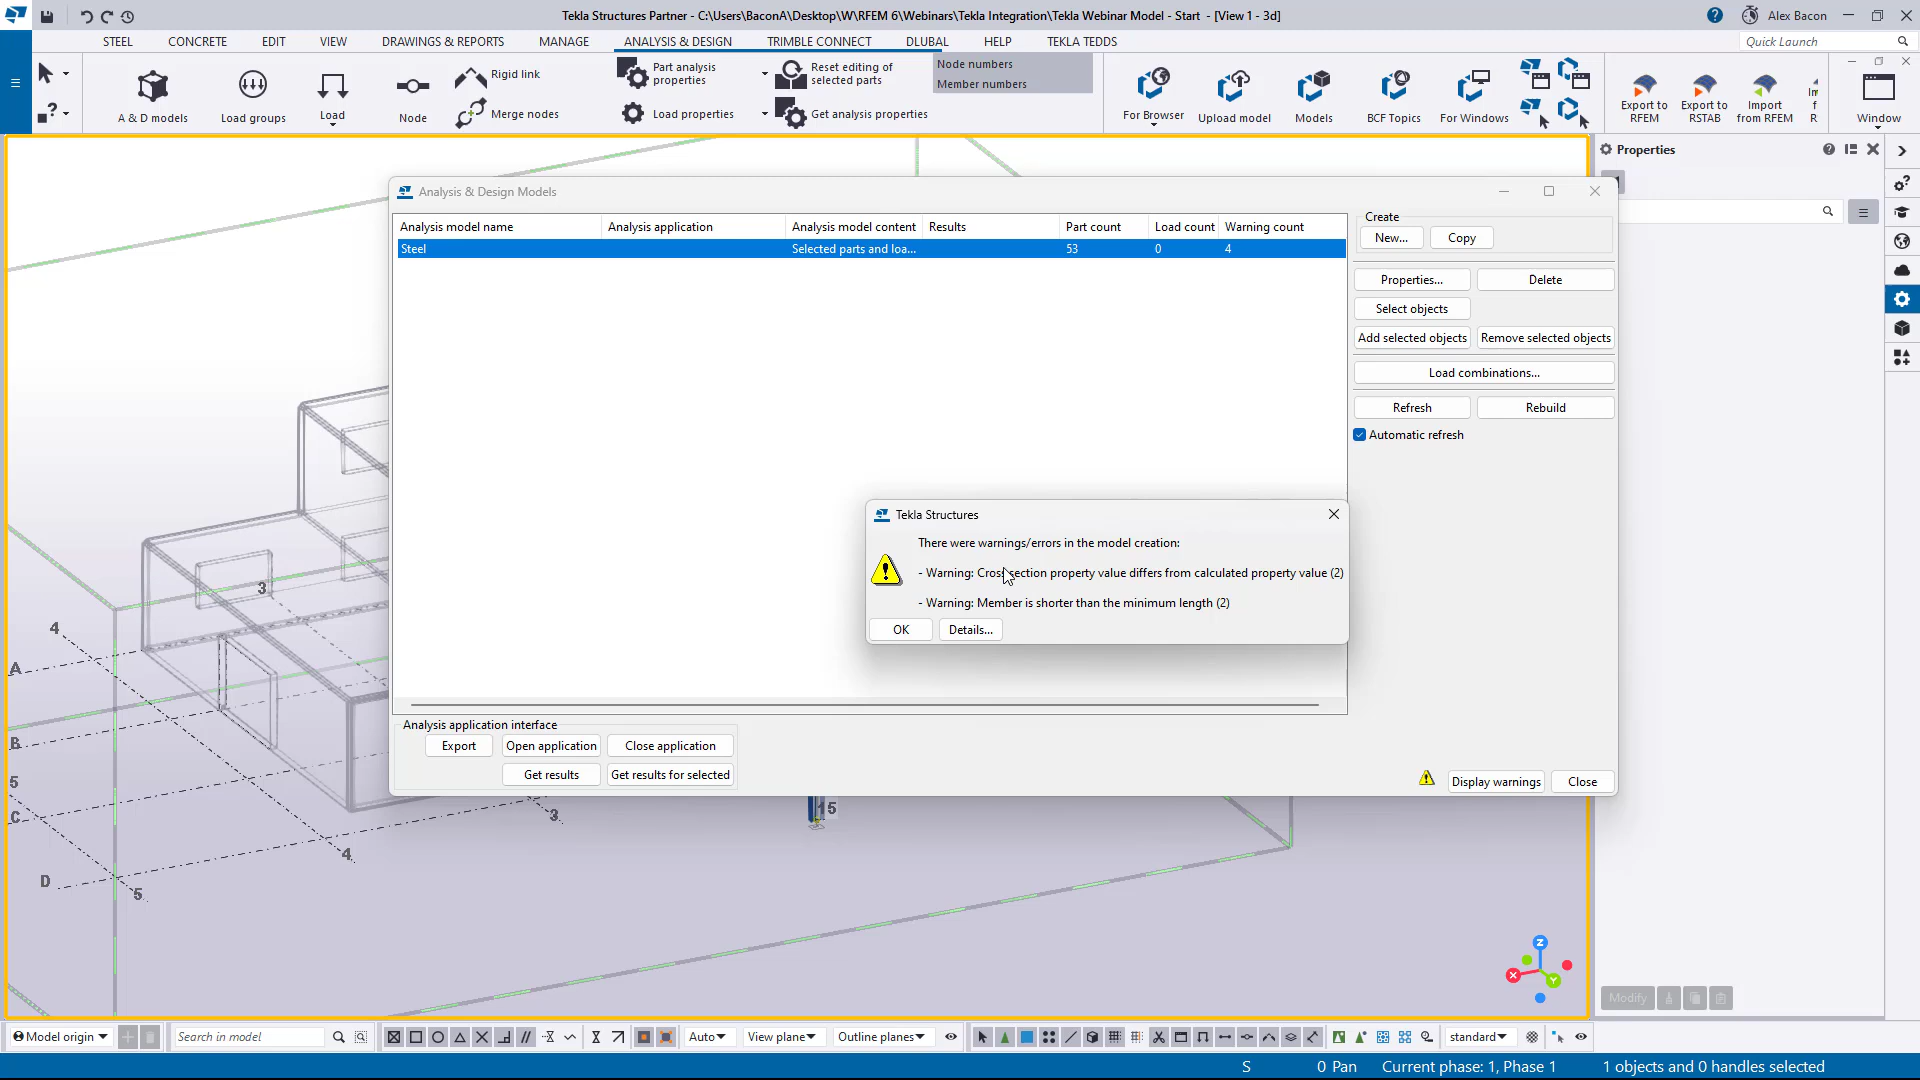 Tekla Structures Partner - C:\Users\BaconA\Desktop\W\RFEM 6\Webinars\Tekla Integration\Tekla Webinar Model - Start - [View 1 - 3d]
Alex Bacon
STEEL CONCRETE EDIT VIEW DRAWINGS & REPORTS MANAGE ANALYSIS & DESIGN TRIMBLE CONNECT DLUBAL HELP TEKLA TEDDS
Quick Launch
A & D models
Load groups
Load
Node
Rigid link
Merge nodes
Part analysis
properties
Load properties
Reset editing of
selected parts
Get analysis properties
Node numbers
Member numbers
For Browser
Upload model
Models
BCF Topics
For Windows
Export to
RFEM
Export to
RSTAB
Import
from RFEM
Window
Properties
Analysis & Design Models
Analysis model name Analysis application Analysis model content Results Part count Load count Warning count
Steel Selected parts and loa... 53 0 4
Create
New... Copy
Properties... Delete
Select objects
Add selected objects Remove selected objects
Load combinations...
Refresh Rebuild
Automatic refresh
Tekla Structures
There were warnings/errors in the model creation:
- Warning: Cross section property value differs from calculated property value (2)
- Warning: Member is shorter than the minimum length (2)
OK Details...
Analysis application interface
Export Open application Close application
Get results Get results for selected
Display warnings Close
3
4
A
B
5
C
15
3
4
D
5
Z
X
Y
Modify
Model origin
Search in model
Auto
View plane
Outline planes
standard
S 0 Pan Current phase: 1, Phase 1 1 objects and 0 handles selected